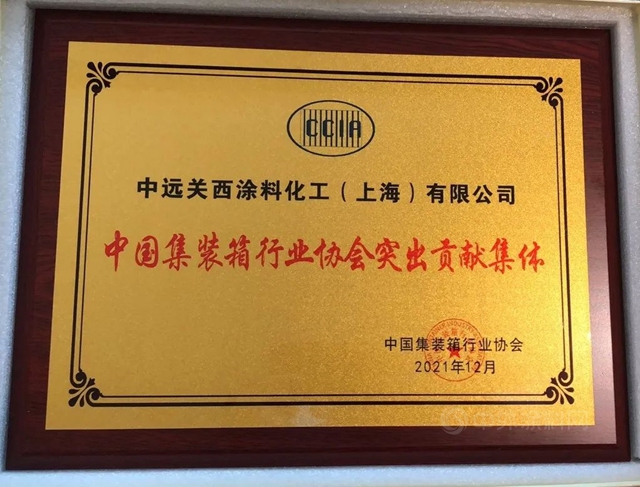 CCIA
中远关西涂料化工（上海）有限公司
中国集装箱行业协会突出贡献集体
中国集装箱行业协会
2021年12月